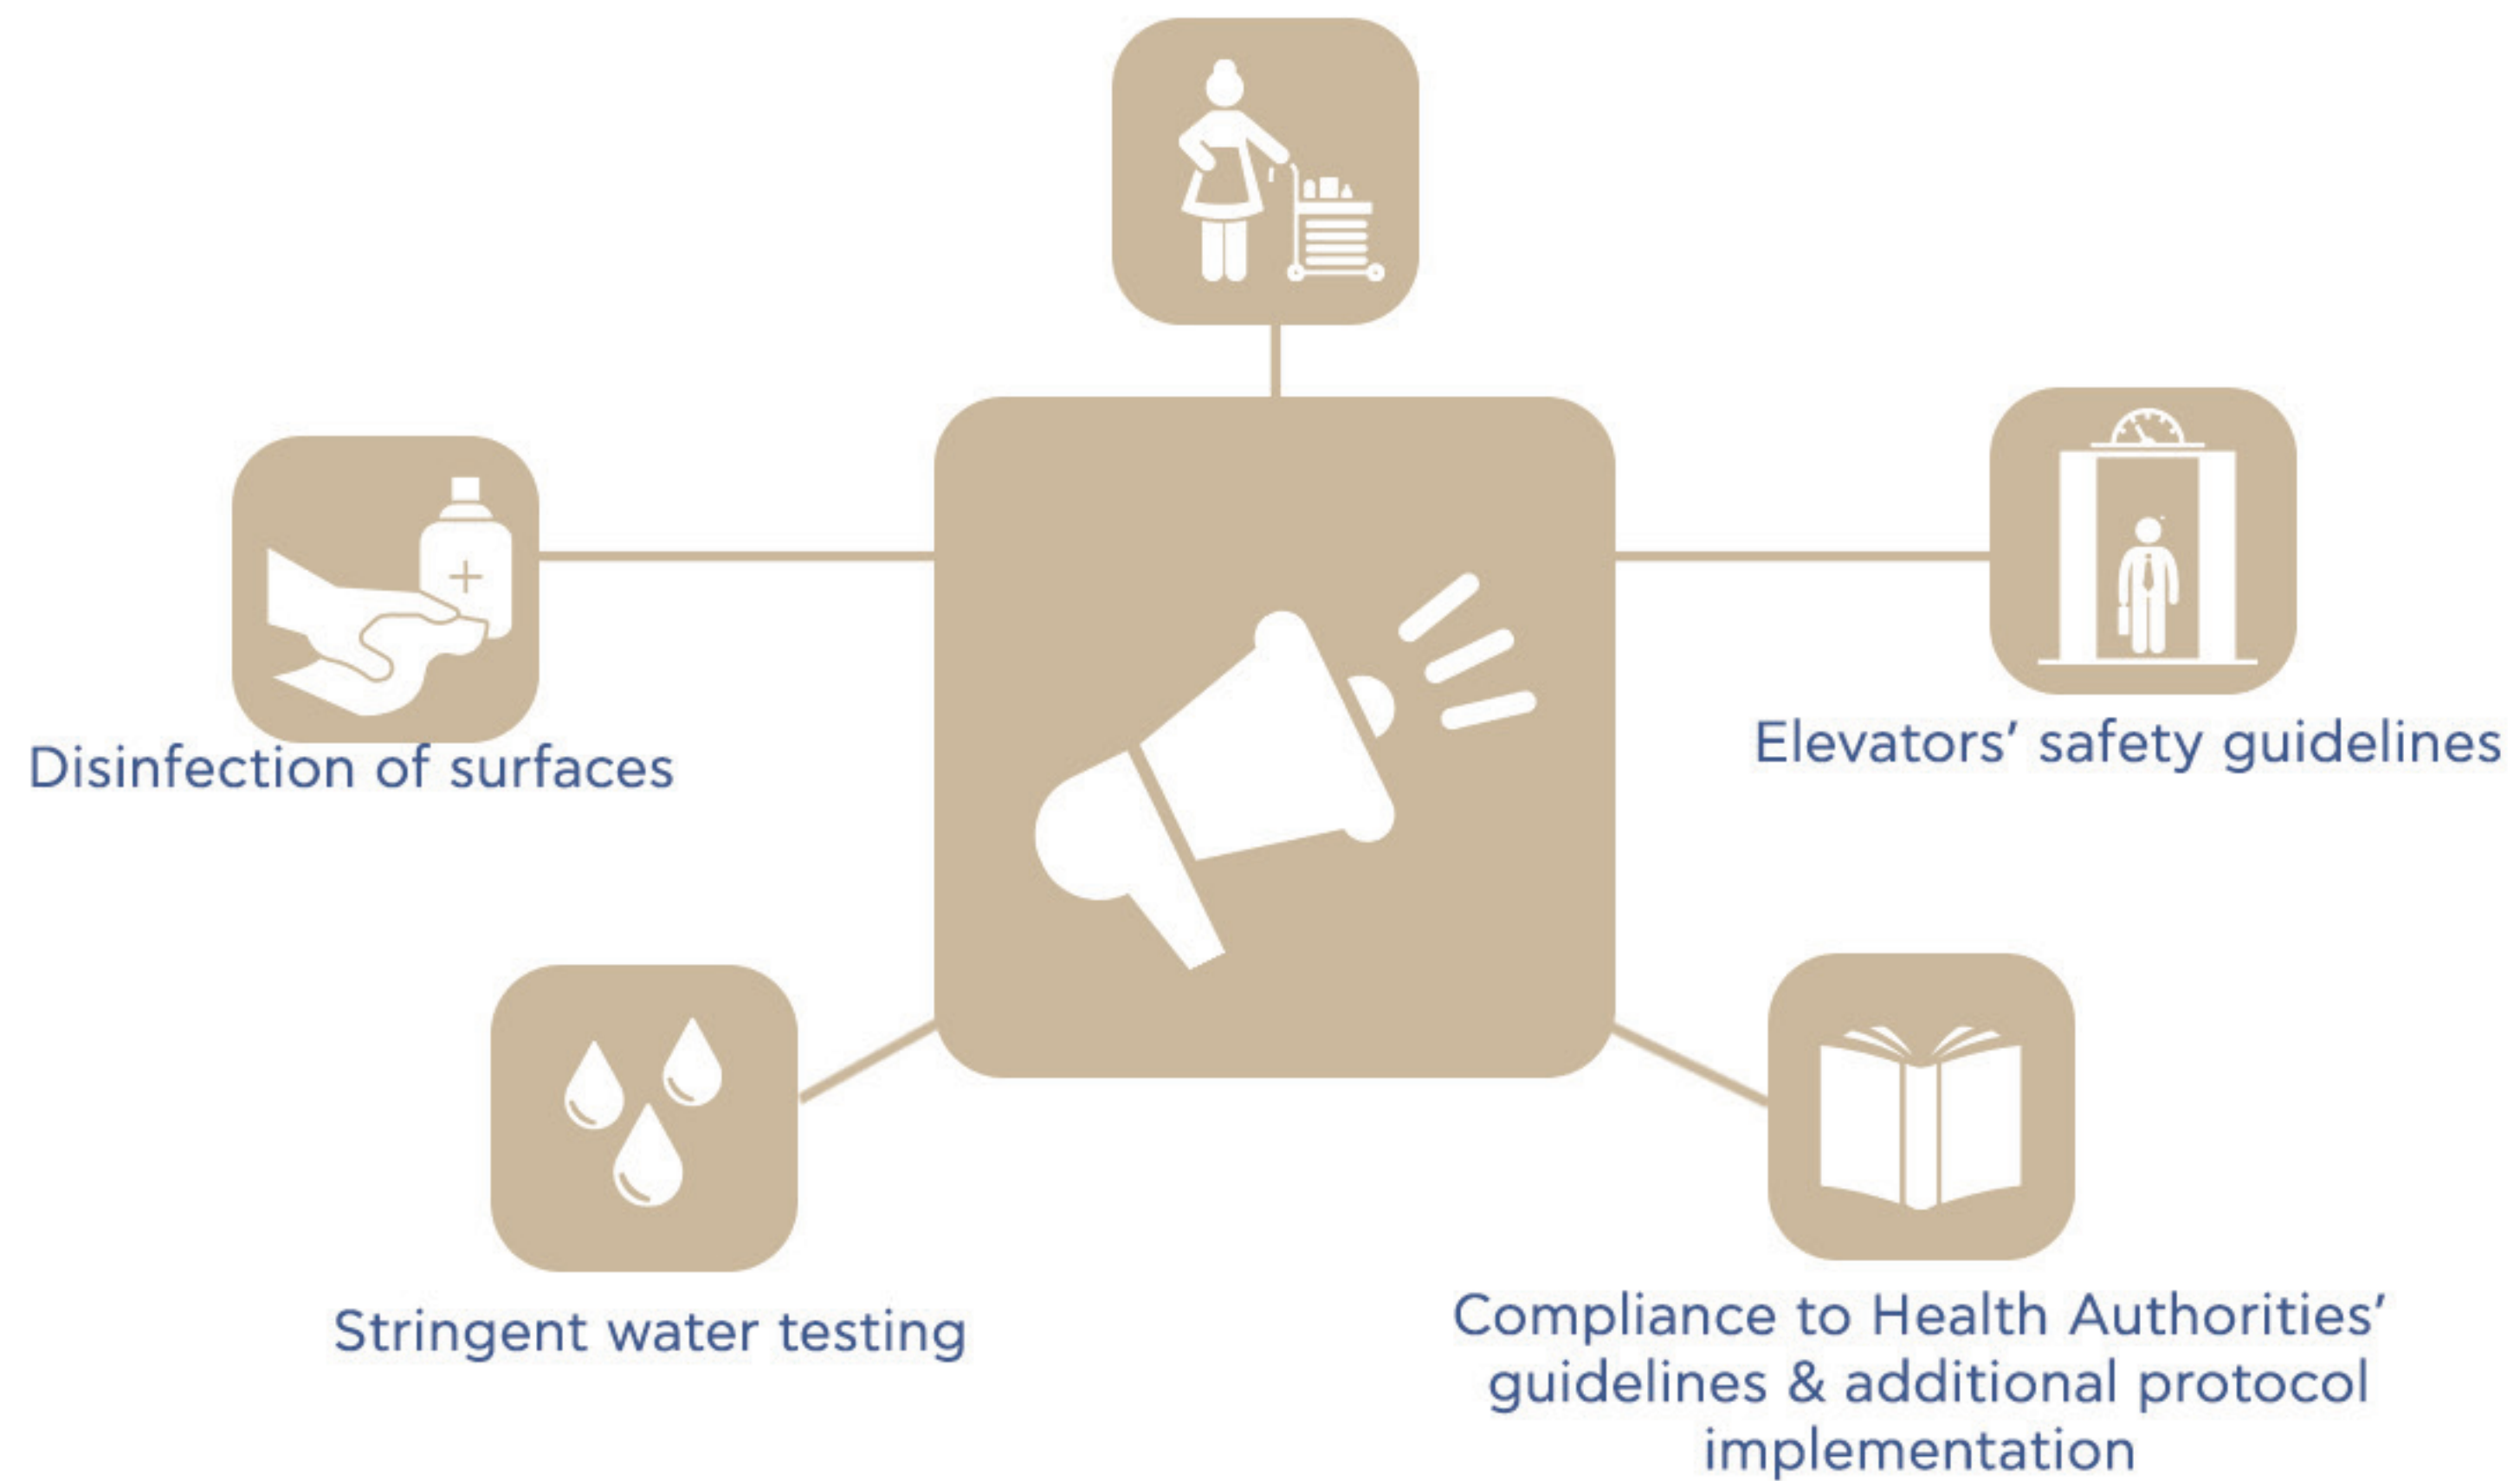 Disinfection of surfaces
Elevators’ safety guidelines
Stringent water testing
Compliance to Health Authorities’
guidelines & additional protocol
implementation